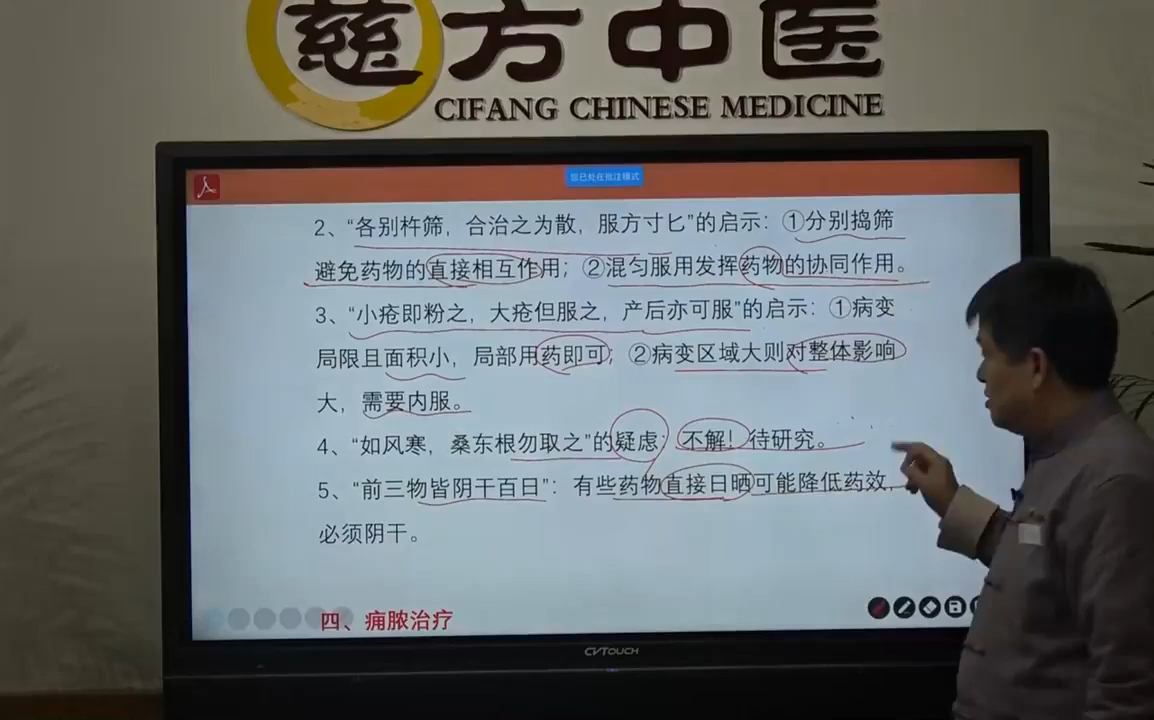 慈方中医
CIFANG CHINESE MEDICINE
您已处在批注模式
2、“各别杵筛，合治之为散，服方寸匕”的启示：①分别捣筛
避免药物的直接相互作用；②混匀服用发挥药物的协同作用。
3、“小疮即粉之，大疮但服之，产后亦可服”的启示：①病变
局限且面积小，局部用药即可；②病变区域大则对整体影响
大，需要内服。
4、“如风寒，桑东根勿取之”的疑虑：不解！待研究。
5、“前三物皆阴干百日”：有些药物直接日晒可能降低药效，
必须阴干。
四、痈脓治疗
CVTOUCH